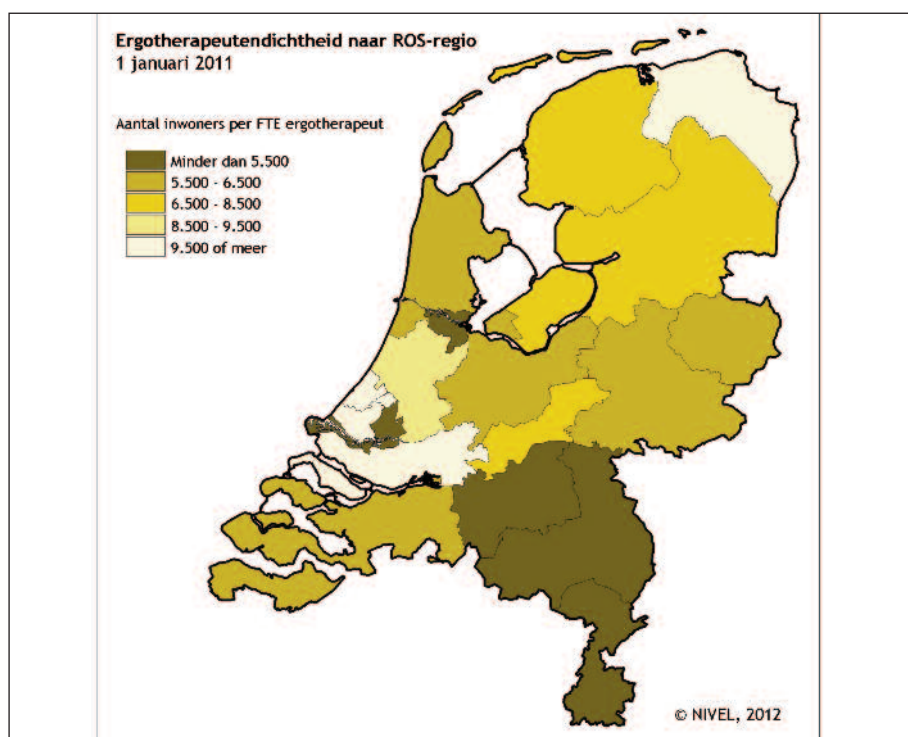 Ergotherapeutendichtheid naar ROS-regio
1 januari 2011
Aantal inwoners per FTE ergotherapeut
Minder dan 5.500
5.500 - 6.500
6.500 - 8.500
8.500 - 9.500
9.500 of meer
© NIVEL, 2012